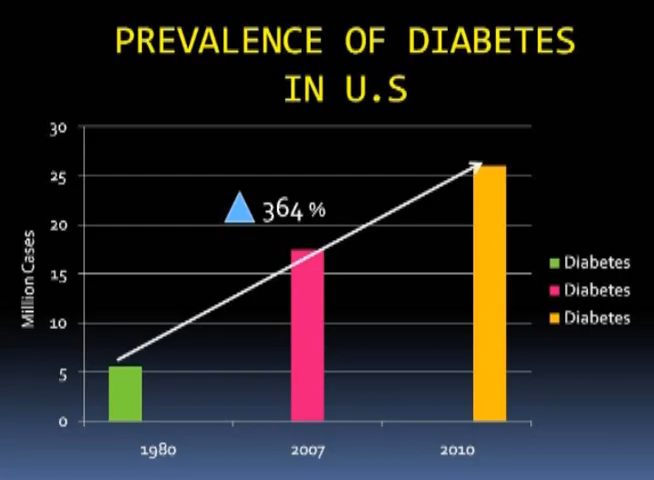 PREVALENCE OF DIABETES
IN U.S
30
25
20
15
10
5
0
Million Cases
364 %
Diabetes
Diabetes
Diabetes
1980 2007 2010